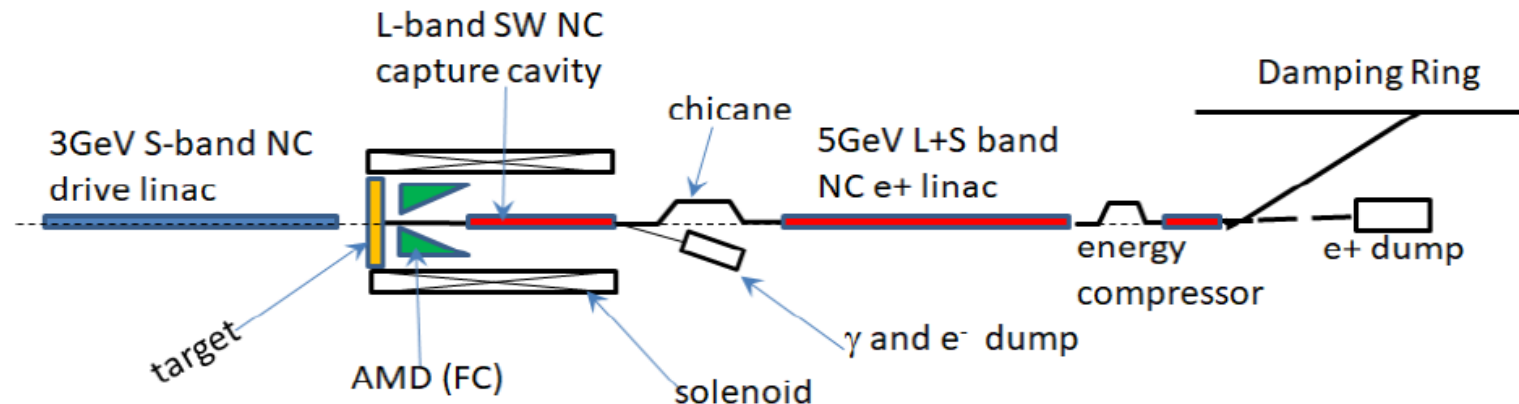 L-band SW NC
capture cavity
Damping Ring
chicane
3GeV S-band NC
drive linac
5GeV L+S band
NC e+ linac
energy
compressor
e+ dump
target
AMD (FC)
solenoid
γ and e⁻ dump